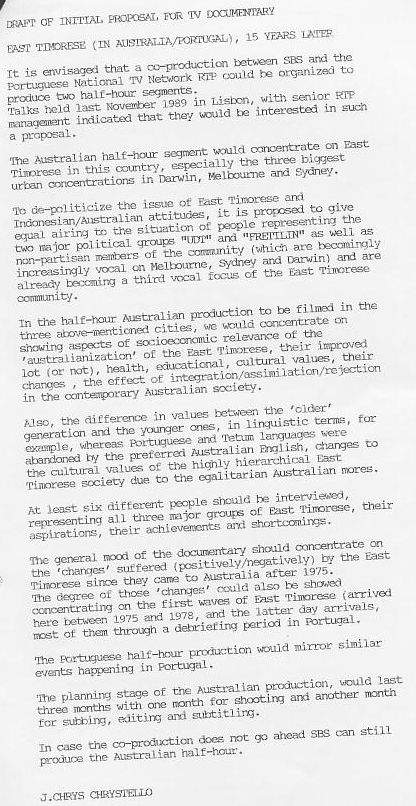 DRAFT OF INITIAL PROPOSAL FOR TV DOCUMENTARY
EAST TIMORESE (IN AUSTRALIA/PORTUGAL), 15 YEARS LATER
It is envisaged that a co-production between SBS and the
Portuguese National TV Network RTP could be organized to
produce two half-hour segments.
Talks held last November 1989 in Lisbon, with senior RTP
management indicated that they would be interested in such
a proposal.
The Australian half-hour segment would concentrate on East
Timorese in this country, especially the three biggest
urban concentrations in Darwin, Melbourne and Sydney.
To de-politicize the issue of East Timorese and
Indonesian/Australian attitudes, it is proposed to give
equal airing to the situation of people representing the
two major political groups "UDT" and "FRETILIN" as well as
non-partisan members of the community (which are becomingly
increasingly vocal on Melbourne, Sydney and Darwin) and are
already becoming a third vocal focus of the East Timorese
community.
In the half-hour Australian production to be filmed in the
three above-mentioned cities, we would concentrate on
showing aspects of socioeconomic relevance of the
'australianization' of the East Timorese, their improved
lot (or not), health, educational, cultural values, their
changes , the effect of integration/assimilation/rejection
in the contemporary Australian society.
Also, the difference in values between the 'older'
generation and the younger ones, in linguistic terms, for
example, whereas Portuguese and Tetum languages were
abandoned by the preferred Australian English, changes to
the cultural values of the highly hierarchical East
Timorese society due to the egalitarian Australian mores.
At least six different people should be interviewed,
representing all three major groups of East Timorese, their
aspirations, their achievements and shortcomings.
The general mood of the documentary should concentrate on
the 'changes' suffered (positively/negatively) by the East
Timorese since they came to Australia after 1975.
The degree of those 'changes' could also be showed
concentrating on the first waves of East Timorese (arrived
here between 1975 and 1978, and the latter day arrivals,
most of them through a debriefing period in Portugal.
The Portuguese half-hour production would mirror similar
events happening in Portugal.
The planning stage of the Australian production, would last
three months with one month for shooting and another month
for subbing, editing and subtitling.
In case the co-production does not go ahead SBS can still
produce the Australian half-hour.
J.CHRYS CHRYSTELLO